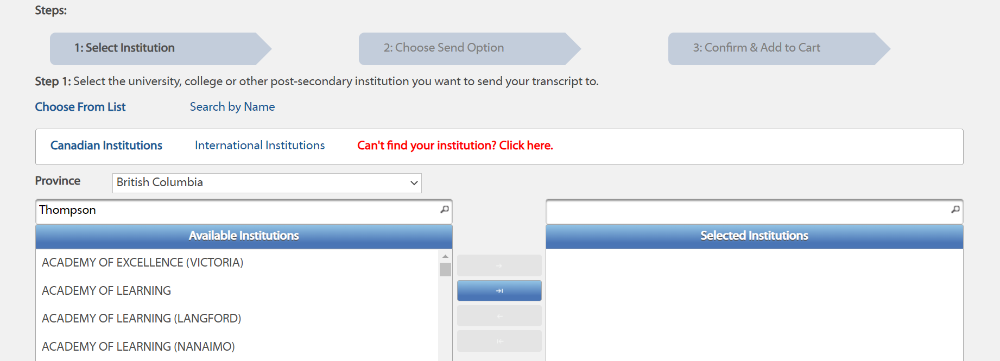 Steps:
1: Select Institution
2: Choose Send Option
3: Confirm & Add to Cart
Step 1: Select the university, college or other post-secondary institution you want to send your transcript to.
Choose From List
Search by Name
Canadian Institutions
International Institutions
Can't find your institution? Click here.
Province
British Columbia
Thompson
Available Institutions
Selected Institutions
ACADEMY OF EXCELLENCE (VICTORIA)
ACADEMY OF LEARNING
ACADEMY OF LEARNING (LANGFORD)
ACADEMY OF LEARNING (NANAIMO)